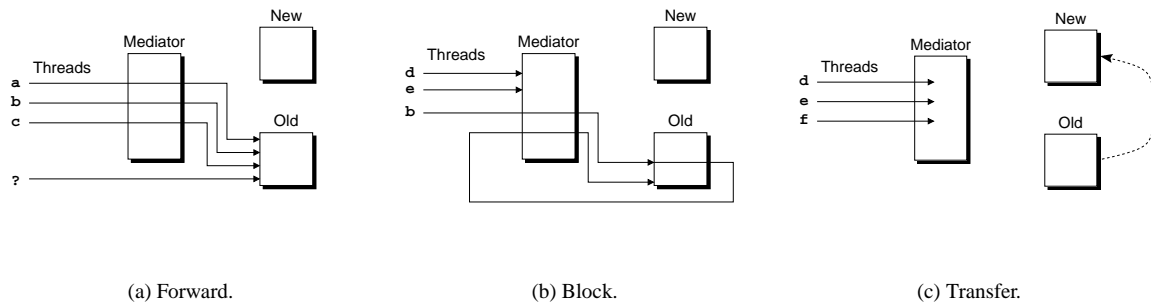 New
Mediator
Threads
a
b
c
Old
?
(a) Forward.
New
Mediator
Threads
d
e
b
Old
(b) Block.
New
Mediator
Threads
d
e
f
Old
(c) Transfer.